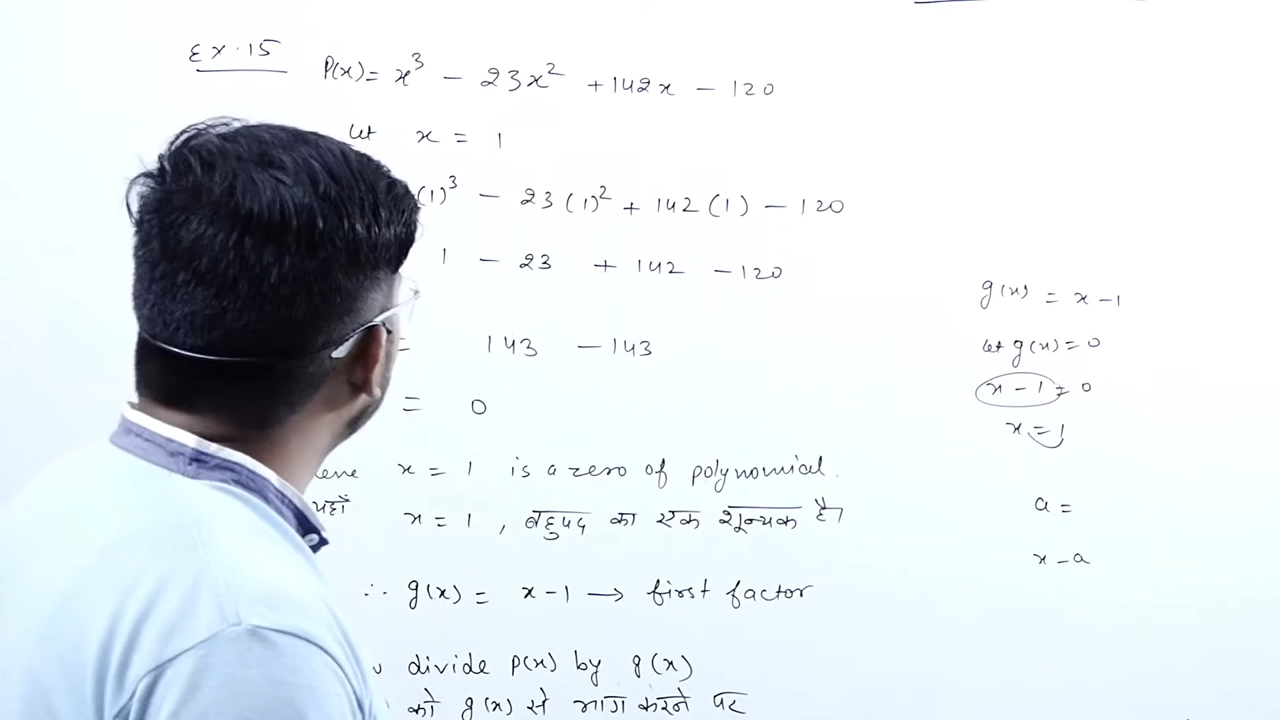 Ex.15
P(x) = x³ - 23x² + 142x - 120
Let x = 1
(1)³ - 23(1)² + 142(1) - 120
1 - 23 + 142 - 120
= 143 - 143
= 0
x = 1 is a zero of polynomial.
यहाँ x = 1, बहुपद का एक शून्यक है।
∴ g(x) = x-1 → first factor
divide P(x) by g(x)
को g(x) से भाग करने पर
g(x) = x-1
Let g(x) = 0
x-1 = 0
x = 1
a =
x-a